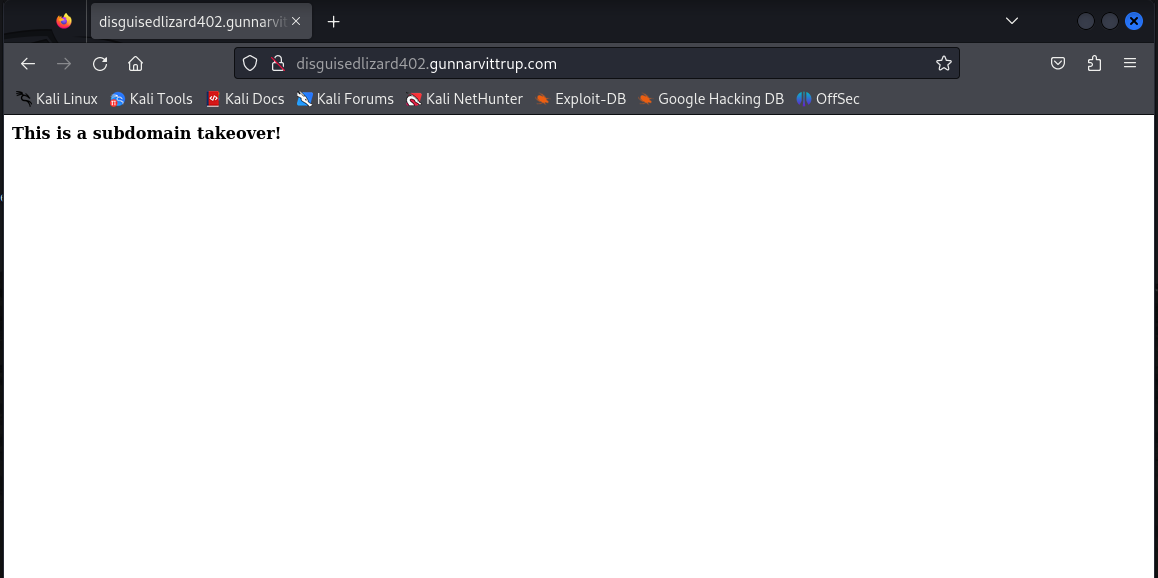 disguisedlizard402.gunnarvit
disguisedlizard402.gunnarvittrup.com
Kali Linux Kali Tools Kali Docs Kali Forums Kali NetHunter Exploit-DB Google Hacking DB OffSec
This is a subdomain takeover!